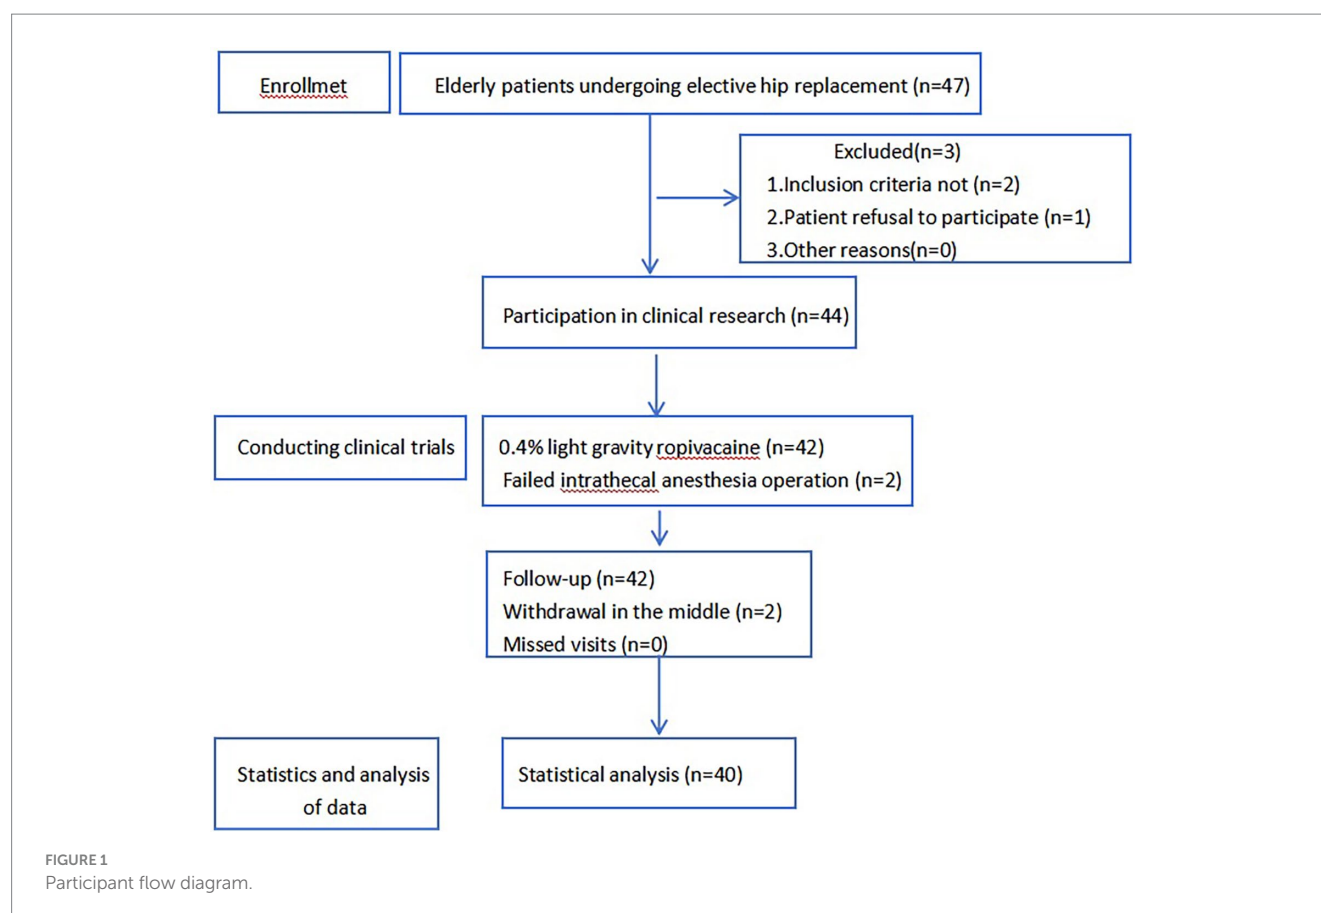 Enrollmet
Elderly patients undergoing elective hip replacement (n=47)
Excluded(n=3)
1.Inclusion criteria not (n=2)
2.Patient refusal to participate (n=1)
3.Other reasons(n=0)
Participation in clinical research (n=44)
Conducting clinical trials
0.4% light gravity ropivacaine (n=42)
Failed intrathecal anesthesia operation (n=2)
Follow-up (n=42)
Withdrawal in the middle (n=2)
Missed visits (n=0)
Statistics and analysis
of data
Statistical analysis (n=40)
FIGURE 1
Participant flow diagram.